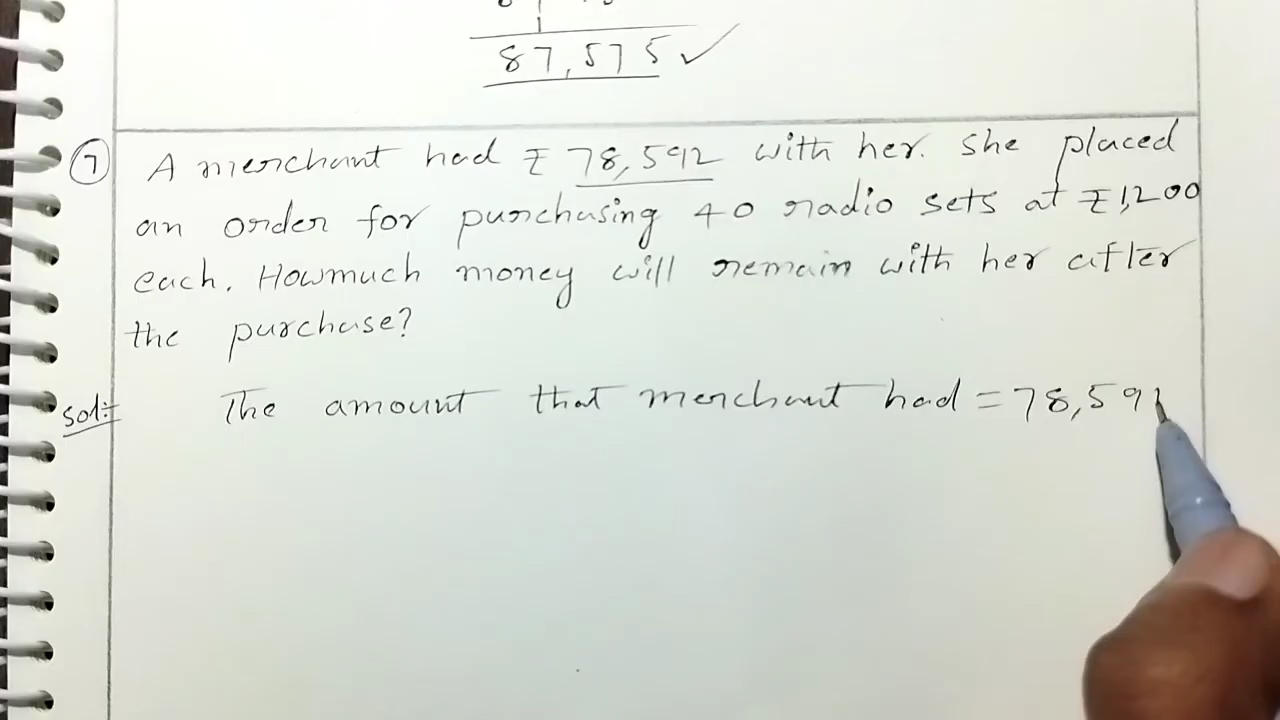 87,575 ✓
7 A merchant had ₹ 78,592 with her. She placed
an order for purchasing 40 radio sets at ₹1,200
each. Howmuch money will remain with her after
the purchase?
Sol:- The amount that merchant had = 78,59